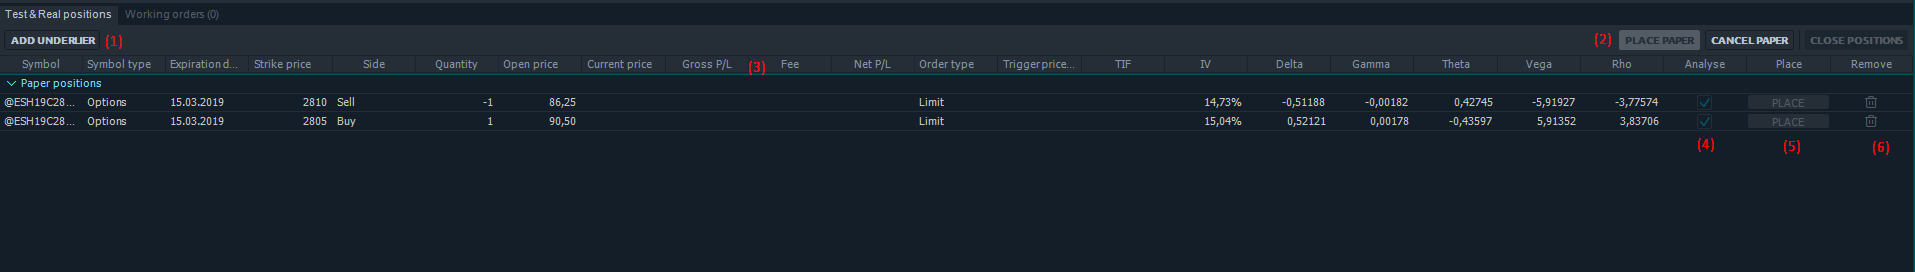 Test & Real positions Working orders (0)
ADD UNDERLIER (1) (2) PLACE PAPER CANCEL PAPER CLOSE POSITIONS
Symbol Symbol type Expiration d... Strike price Side Quantity Open price Current price Gross P/L (3) Fee Net P/L Order type Trigger price... TIF IV Delta Gamma Theta Vega Rho Analyse Place Remove
Paper positions
@ESH19C28... Options 15.03.2019 2810 Sell -1 86,25 Limit 14,73% -0,51188 -0,00182 0,42745 -5,91927 -3,77574 PLACE
@ESH19C28... Options 15.03.2019 2805 Buy 1 90,50 Limit 15,04% 0,52121 0,00178 -0,43597 5,91352 3,83706 PLACE
(4) (5) (6)